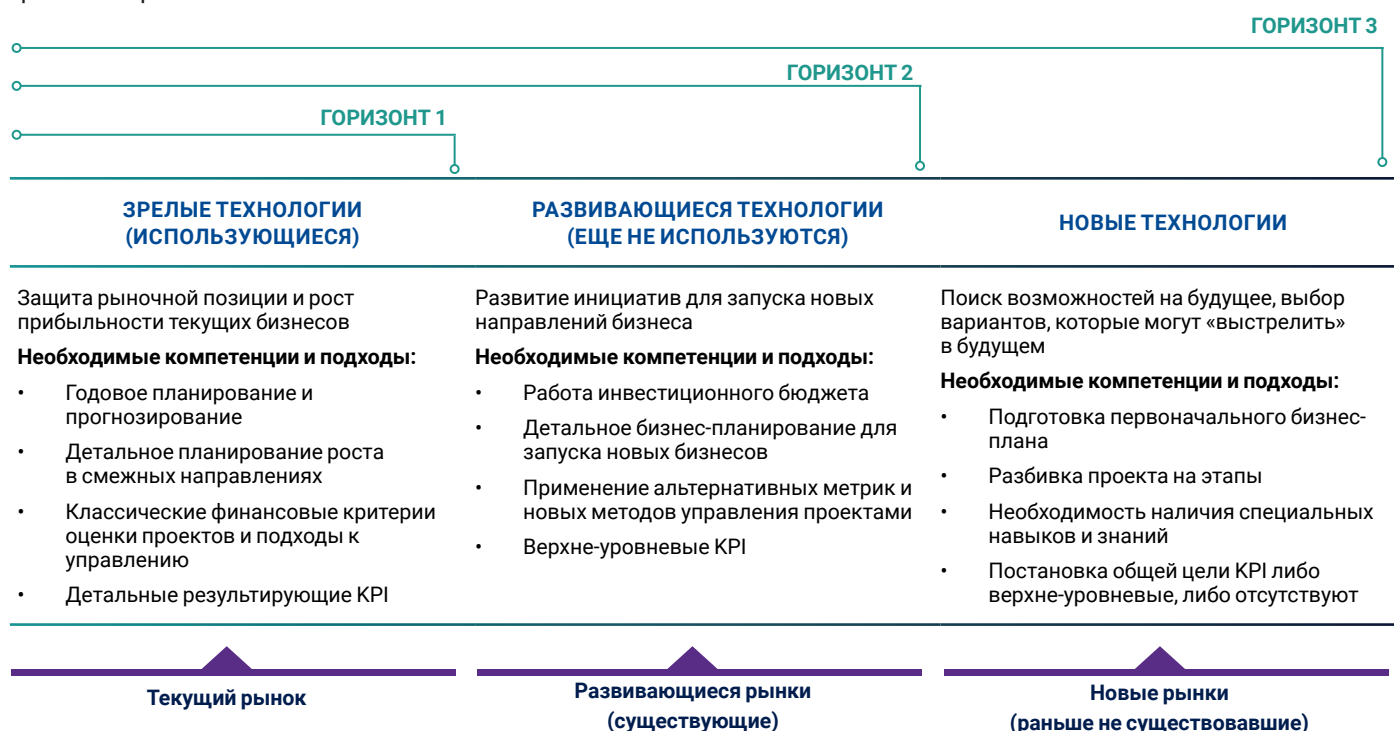 ГОРИЗОНТ 3
ГОРИЗОНТ 2
ГОРИЗОНТ 1
ЗРЕЛЫЕ ТЕХНОЛОГИИ
(ИСПОЛЬЗУЮЩИЕСЯ)
РАЗВИВАЮЩИЕСЯ ТЕХНОЛОГИИ
(ЕЩЕ НЕ ИСПОЛЬЗУЮТСЯ)
НОВЫЕ ТЕХНОЛОГИИ
Защита рыночной позиции и рост
прибыльности текущих бизнесов
Необходимые компетенции и подходы:
• Годовое планирование и
прогнозирование
• Детальное планирование роста
в смежных направлениях
• Классические финансовые критерии
оценки проектов и подходы к
управлению
• Детальные результирующие KPI
Развитие инициатив для запуска новых
направлений бизнеса
Необходимые компетенции и подходы:
• Работа инвестиционного бюджета
• Детальное бизнес-планирование для
запуска новых бизнесов
• Применение альтернативных метрик и
новых методов управления проектами
• Верхне-уровневые KPI
Поиск возможностей на будущее, выбор
вариантов, которые могут «выстрелить»
в будущем
Необходимые компетенции и подходы:
• Подготовка первоначального бизнес-
плана
• Разбивка проекта на этапы
• Необходимость наличия специальных
навыков и знаний
• Постановка общей цели KPI либо
верхне-уровневые, либо отсутствуют
Текущий рынок
Развивающиеся рынки
(существующие)
Новые рынки
(раньше не существовавшие)